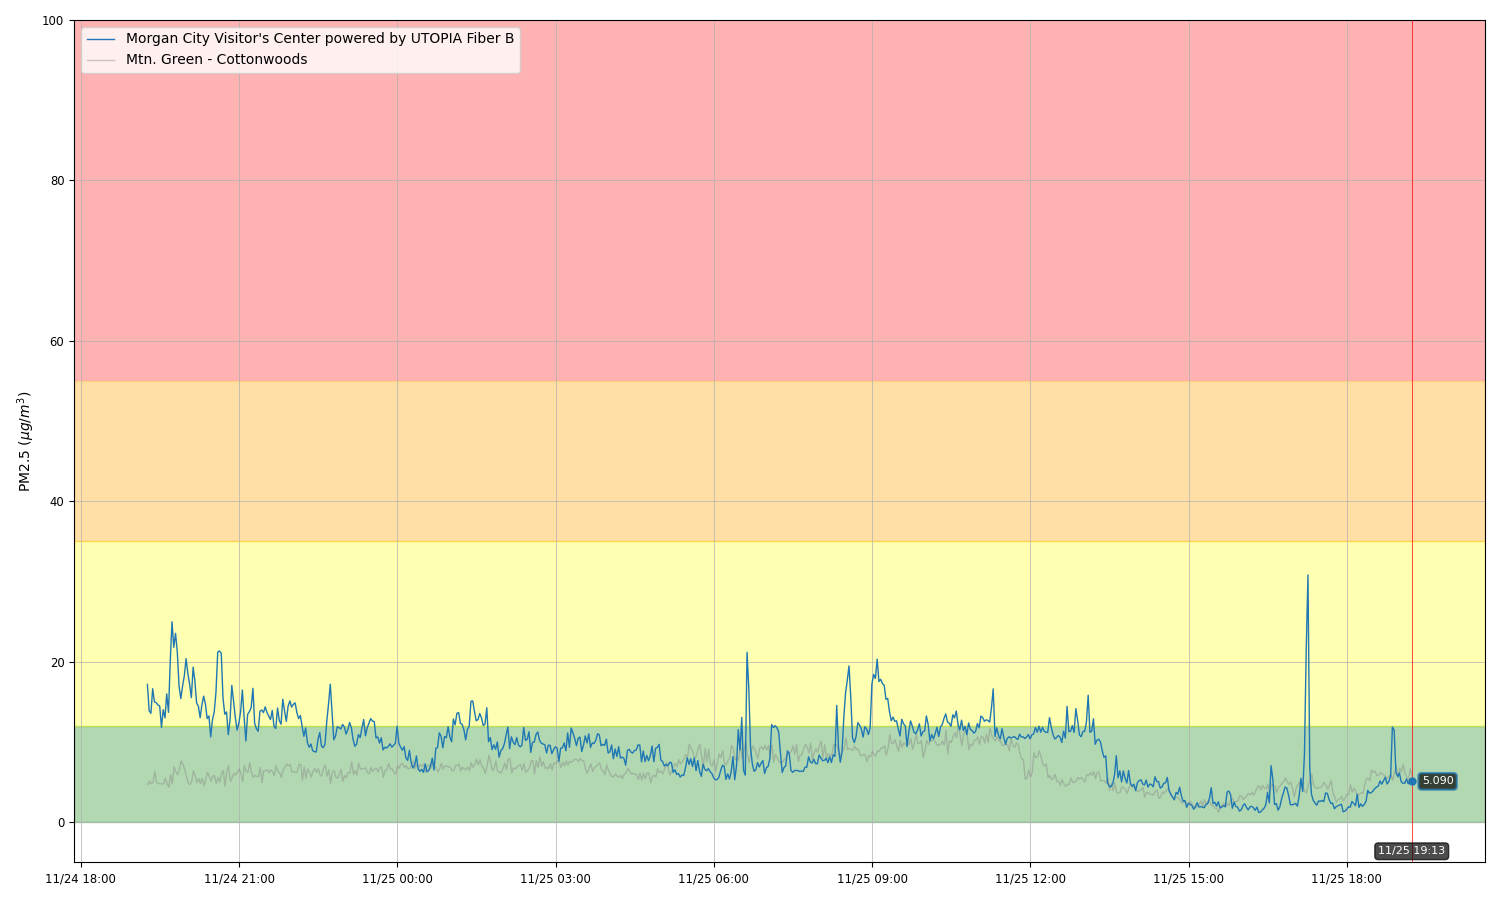 100
Morgan City Visitor's Center powered by UTOPIA Fiber B
Mtn. Green - Cottonwoods
80
60
PM2.5 (μg/m³)
40
20
5.090
0
11/25 19:13
11/24 18:00 11/24 21:00 11/25 00:00 11/25 03:00 11/25 06:00 11/25 09:00 11/25 12:00 11/25 15:00 11/25 18:00